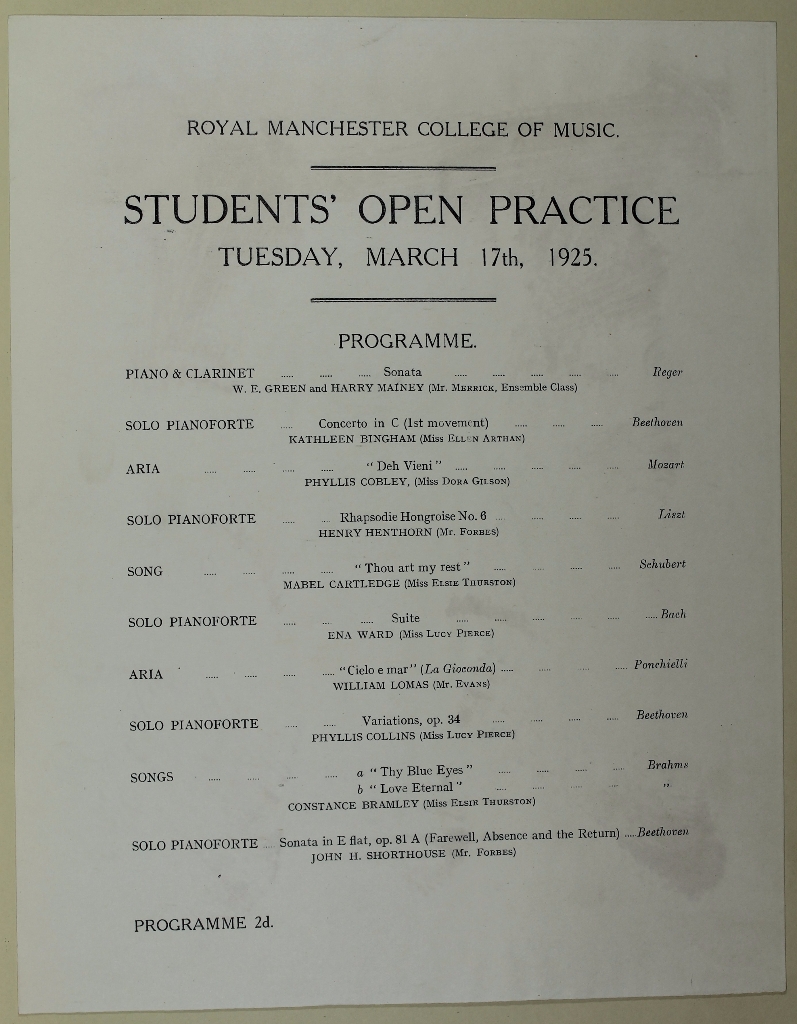 ROYAL MANCHESTER COLLEGE OF MUSIC.
STUDENTS' OPEN PRACTICE
TUESDAY, MARCH 17th, 1925.
PROGRAMME.
PIANO & CLARINET ..... ..... ..... Sonata ..... ..... ..... ..... ..... Reger
W. E. GREEN and HARRY MAINEY (Mr. MERRICK, Ensemble Class)
SOLO PIANOFORTE ..... Concerto in C (1st movement) ..... ..... ..... Beethoven
KATHLEEN BINGHAM (Miss ELLEN ARTHAN)
ARIA ..... ..... ..... ..... "Deh Vieni" ..... ..... ..... ..... ..... Mozart
PHYLLIS COBLEY, (Miss DORA GILSON)
SOLO PIANOFORTE ..... .... Rhapsodie Hongroise No. 6 .... ..... ..... ..... Liszt
HENRY HENTHORN (Mr. FORBES)
SONG ..... ..... ..... ..... "Thou art my rest" ..... ..... ..... ..... Schubert
MABEL CARTLEDGE (Miss ELSIE THURSTON)
SOLO PIANOFORTE ..... .... ..... Suite ..... ..... ..... ..... ..... ..... Bach
ENA WARD (Miss LUCY PIERCE)
ARIA ..... ..... ..... ..... "Cielo e mar" (La Gioconda) ..... ..... ..... ..... Ponchielli
WILLIAM LOMAS (Mr. EVANS)
SOLO PIANOFORTE ..... ..... Variations, op. 34 ..... ..... ..... ..... Beethoven
PHYLLIS COLLINS (Miss LUCY PIERCE)
SONGS ..... ..... ..... ..... a "Thy Blue Eyes" ..... ..... ..... ..... Brahms
b "Love Eternal" ..... ..... ..... ..... "
CONSTANCE BRAMLEY (Miss ELSIE THURSTON)
SOLO PIANOFORTE .... Sonata in E flat, op. 81 A (Farewell, Absence and the Return) ..... Beethoven
JOHN H. SHORTHOUSE (Mr. FORBES)
PROGRAMME 2d.